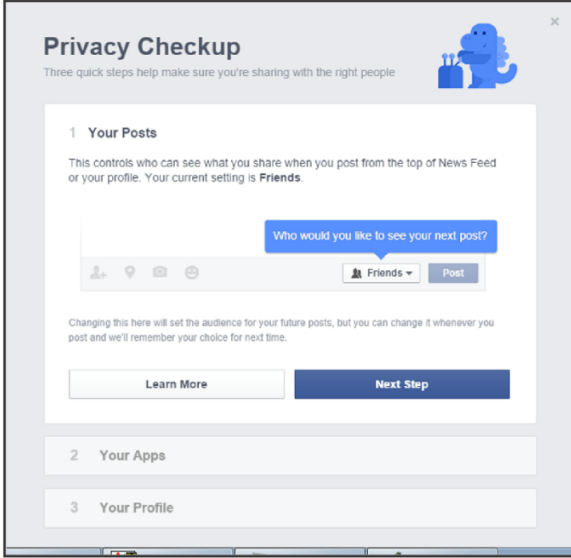 Privacy Checkup
Three quick steps help make sure you're sharing with the right people
1 Your Posts
This controls who can see what you share when you post from the top of News Feed
or your profile. Your current setting is Friends.
Who would you like to see your next post?
Friends
Post
Changing this here will set the audience for your future posts, but you can change it whenever you
post and we'll remember your choice for next time.
Learn More
Next Step
2 Your Apps
3 Your Profile